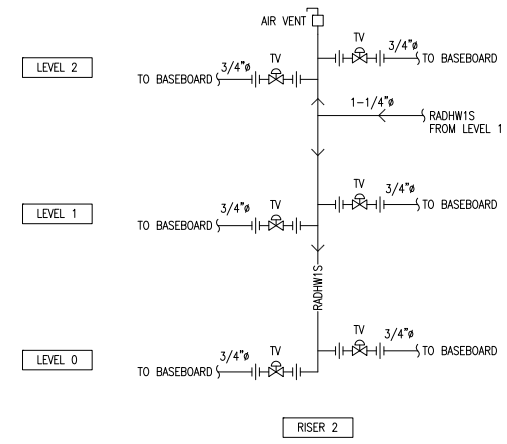 AIR VENT
TV
3/4"ø
TO BASEBOARD
LEVEL 2
3/4"ø
TV
TO BASEBOARD
1-1/4"ø
RADHW1S
FROM LEVEL 1
TV
3/4"ø
TO BASEBOARD
LEVEL 1
3/4"ø
TV
TO BASEBOARD
RADHW1S
TV
3/4"ø
TO BASEBOARD
LEVEL 0
3/4"ø
TV
TO BASEBOARD
RISER 2